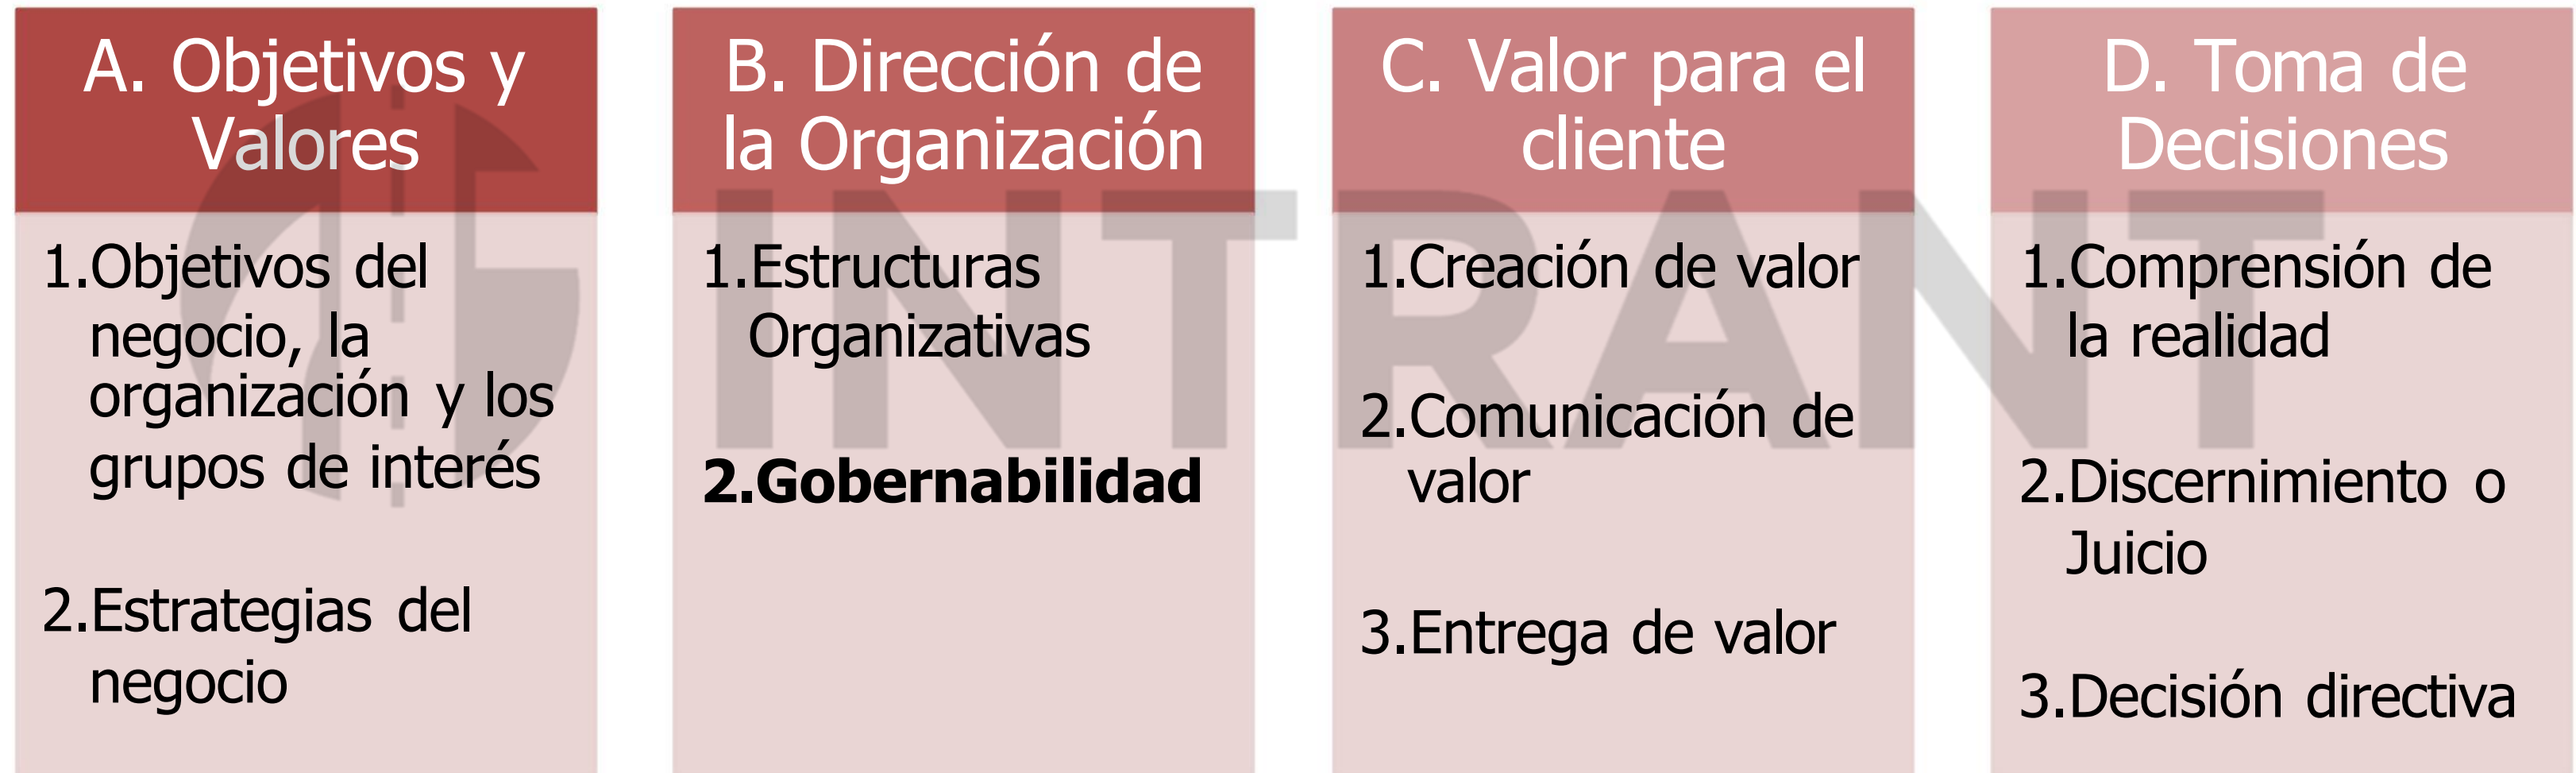 A. Objetivos y
Valores
1.Objetivos del
negocio, la
organización y los
grupos de interés
2.Estrategias del
negocio
B. Dirección de
la Organización
1.Estructuras
Organizativas
2.Gobernabilidad
C. Valor para el
cliente
1.Creación de valor
2.Comunicación de
valor
3.Entrega de valor
D. Toma de
Decisiones
1.Comprensión de
la realidad
2.Discernimiento o
Juicio
3.Decisión directiva
INTRANT